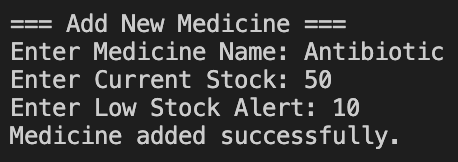 === Add New Medicine ===
Enter Medicine Name: Antibiotic
Enter Current Stock: 50
Enter Low Stock Alert: 10
Medicine added successfully.